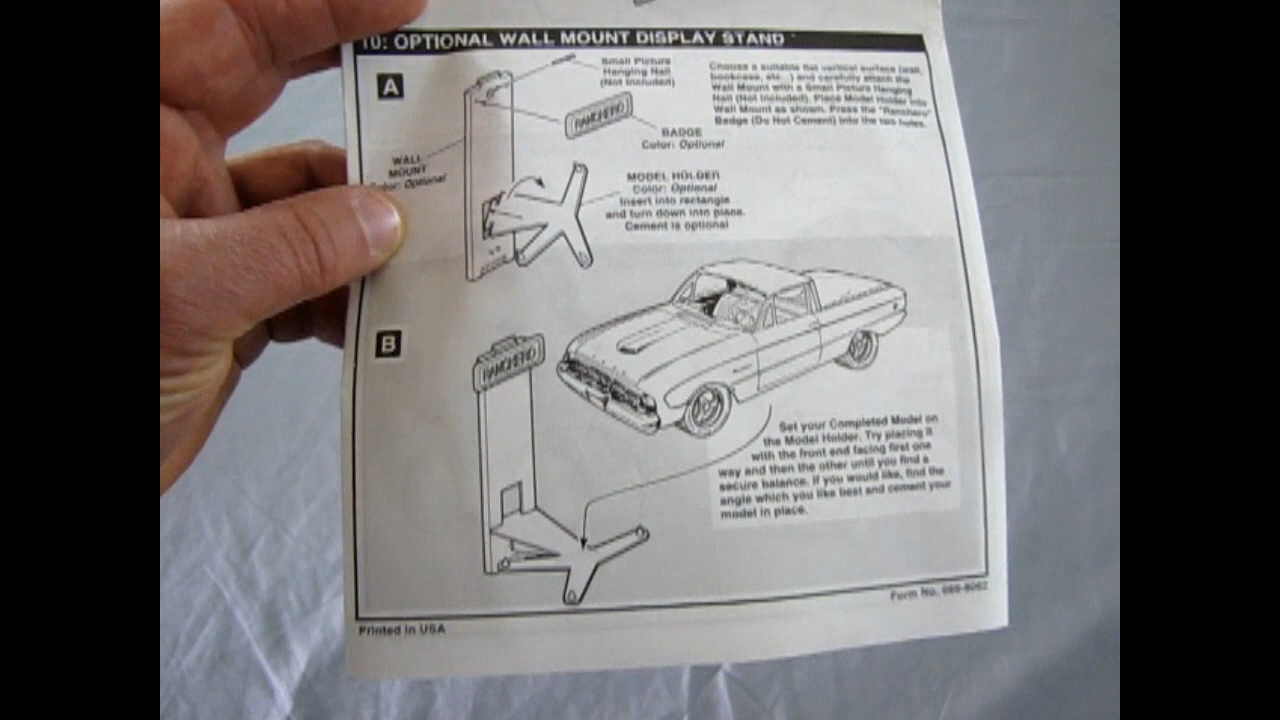 10: OPTIONAL WALL MOUNT DISPLAY STAND
A
Small Picture
Hanging Nail
(Not Included)
Choose a suitable flat vertical surface (wall,
bookcase, etc...) and carefully attach the
Wall Mount with a Small Picture Hanging
Nail (Not Included). Place Model Holder into
Wall Mount as shown. Press the "Ranchero"
Badge (Do Not Cement) into the two holes.
RANCHERO
BADGE
Color: Optional
WALL
MOUNT
Color: Optional
MODEL HOLDER
Color: Optional
Insert into rectangle
and turn down into place.
Cement is optional
B
RANCHERO
Set your Completed Model on
the Model Holder. Try placing it
with the front end facing first one
way and then the other until you find a
secure balance. If you would like, find the
angle which you like best and cement your
model in place.
Form No.
Printed in USA